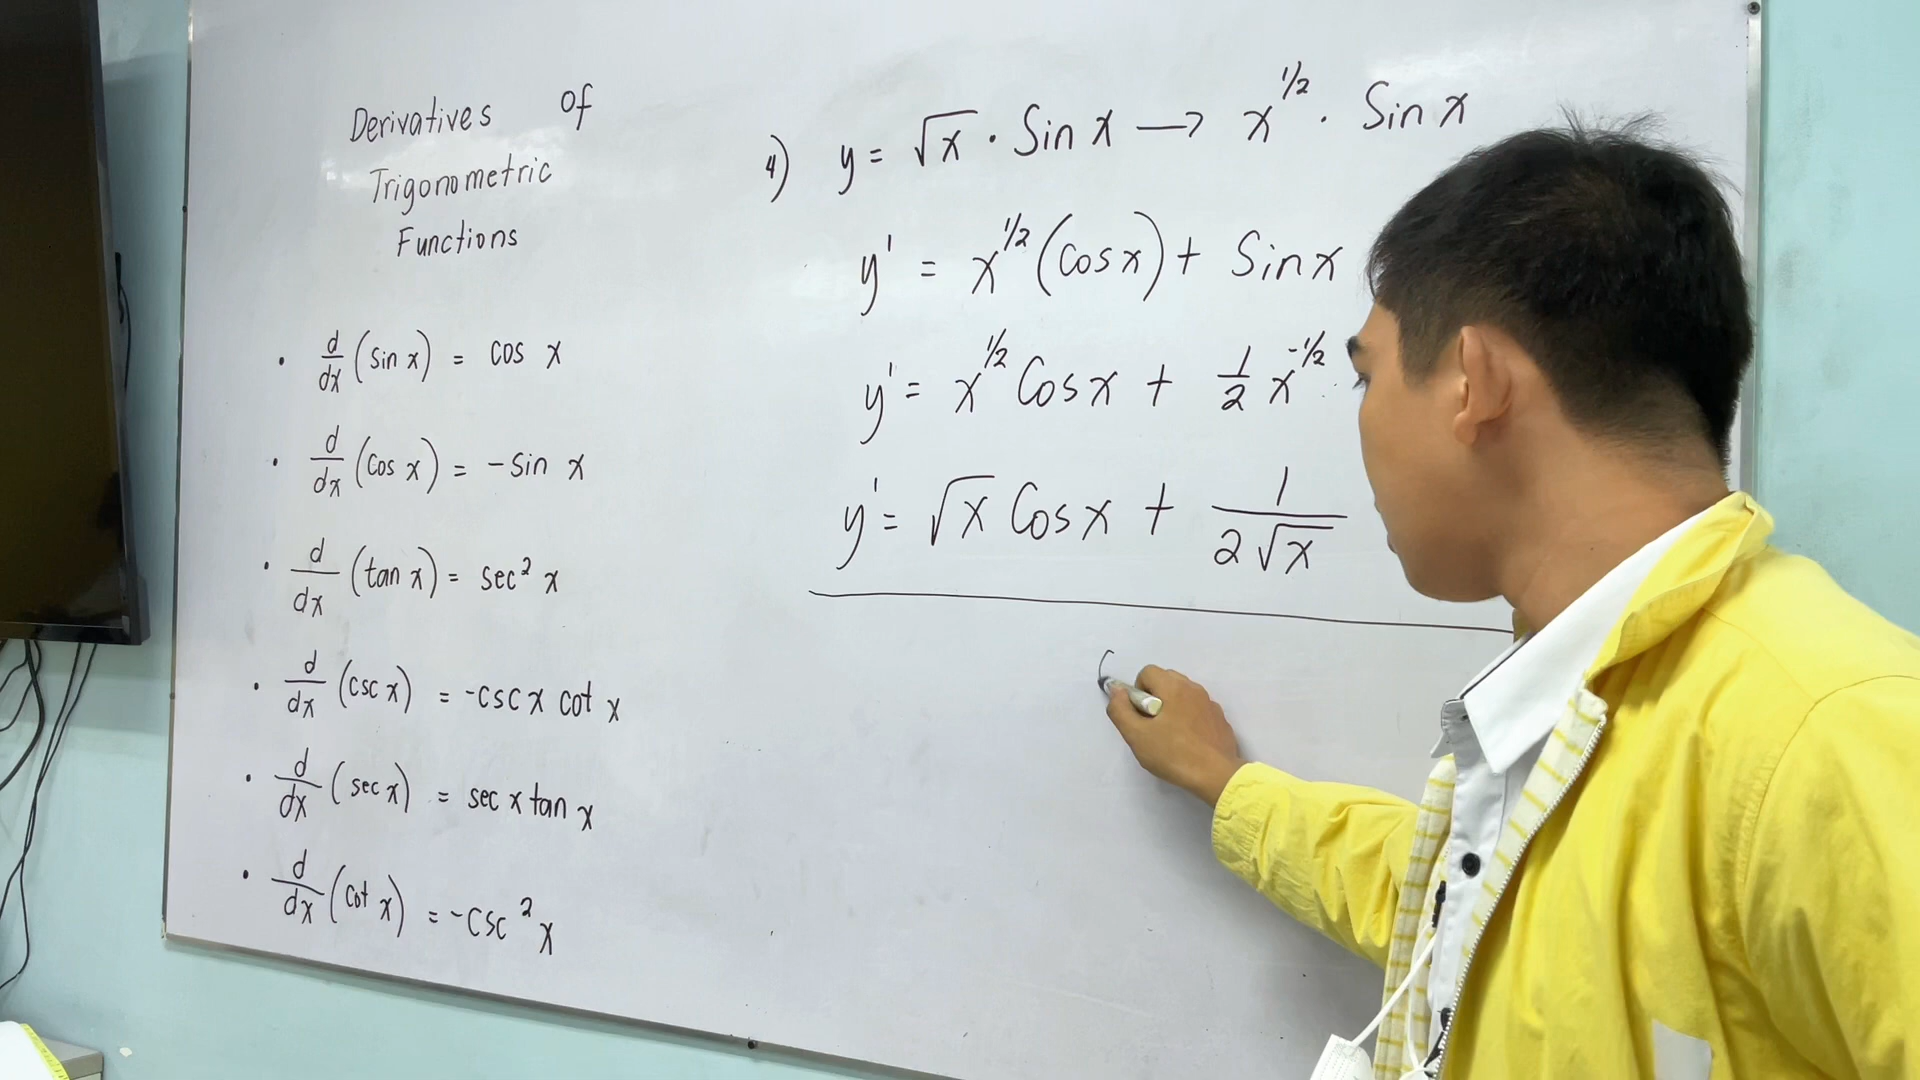 Derivatives of
Trigonometric
Functions
• d/dx (sin x) = cos x
• d/dx (cos x) = -sin x
• d/dx (tan x) = sec² x
• d/dx (csc x) = -csc x cot x
• d/dx (sec x) = sec x tan x
• d/dx (cot x) = -csc² x
4) y = √x · Sin x → x^1/2 · Sin x
y' = x^1/2 (Cos x) + Sin x
y' = x^1/2 Cos x + 1/2 x^-1/2 ·
y' = √x Cos x + 1/(2√x)